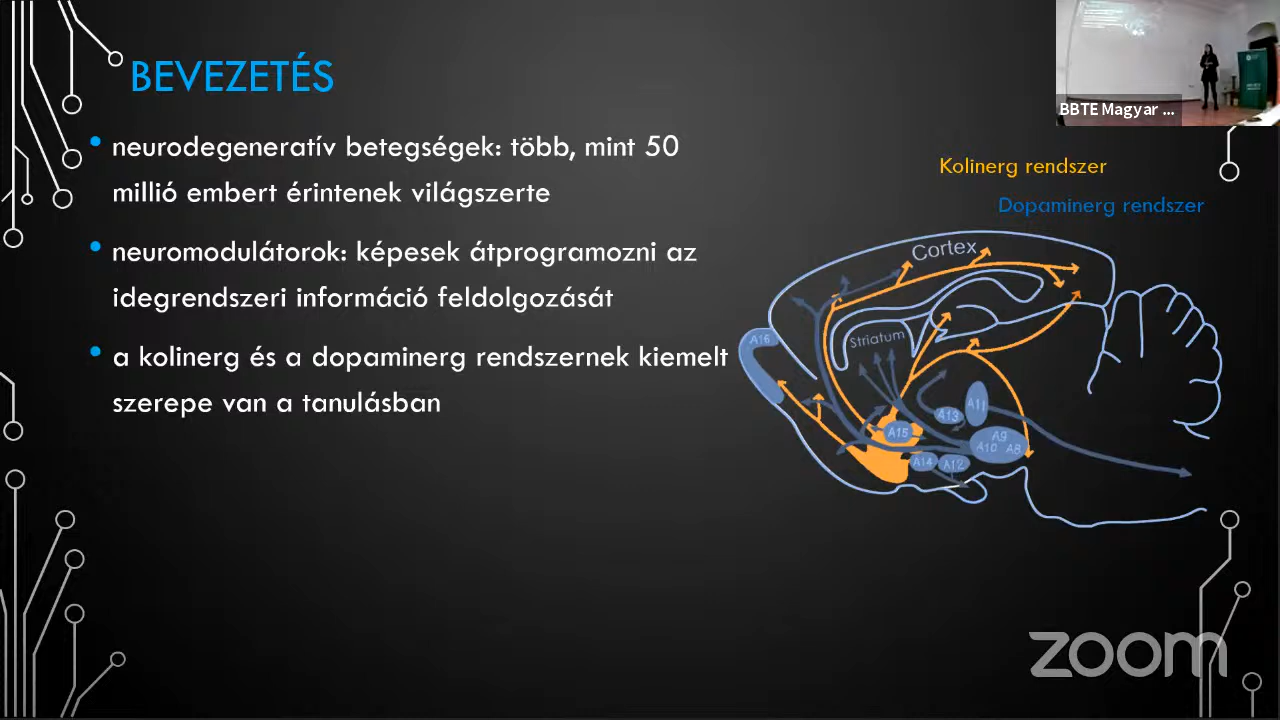 BEVEZETÉS
neurodegeneratív betegségek: több, mint 50
millió embert érintenek világszerte
neuromodulátorok: képesek átprogramozni az
idegrendszeri információ feldolgozását
a kolinerg és a dopaminerg rendszernek kiemelt
szerepe van a tanulásban
BBTE Magyar ...
Kolinerg rendszer
Dopaminerg rendszer
Cortex
Striatum
A16
A11
A13
A15
A9
A10 A8
A14
A12
zoom